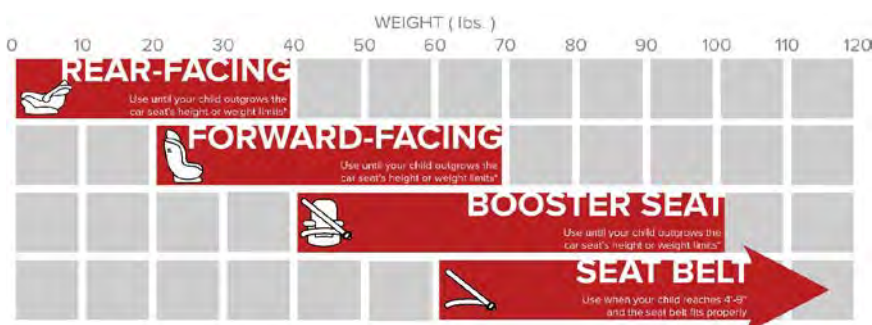 WEIGHT ( lbs. )
0 10 20 30 40 50 60 70 80 90 100 110 120
REAR-FACING
Use until your child outgrows the
car seat's height or weight limits*
FORWARD-FACING
Use until your child outgrows the
car seat's height or weight limits*
BOOSTER SEAT
Use until your child outgrows the
car seat's height or weight limits*
SEAT BELT
Use when your child reaches 4'-9"
and the seat belt fits properly